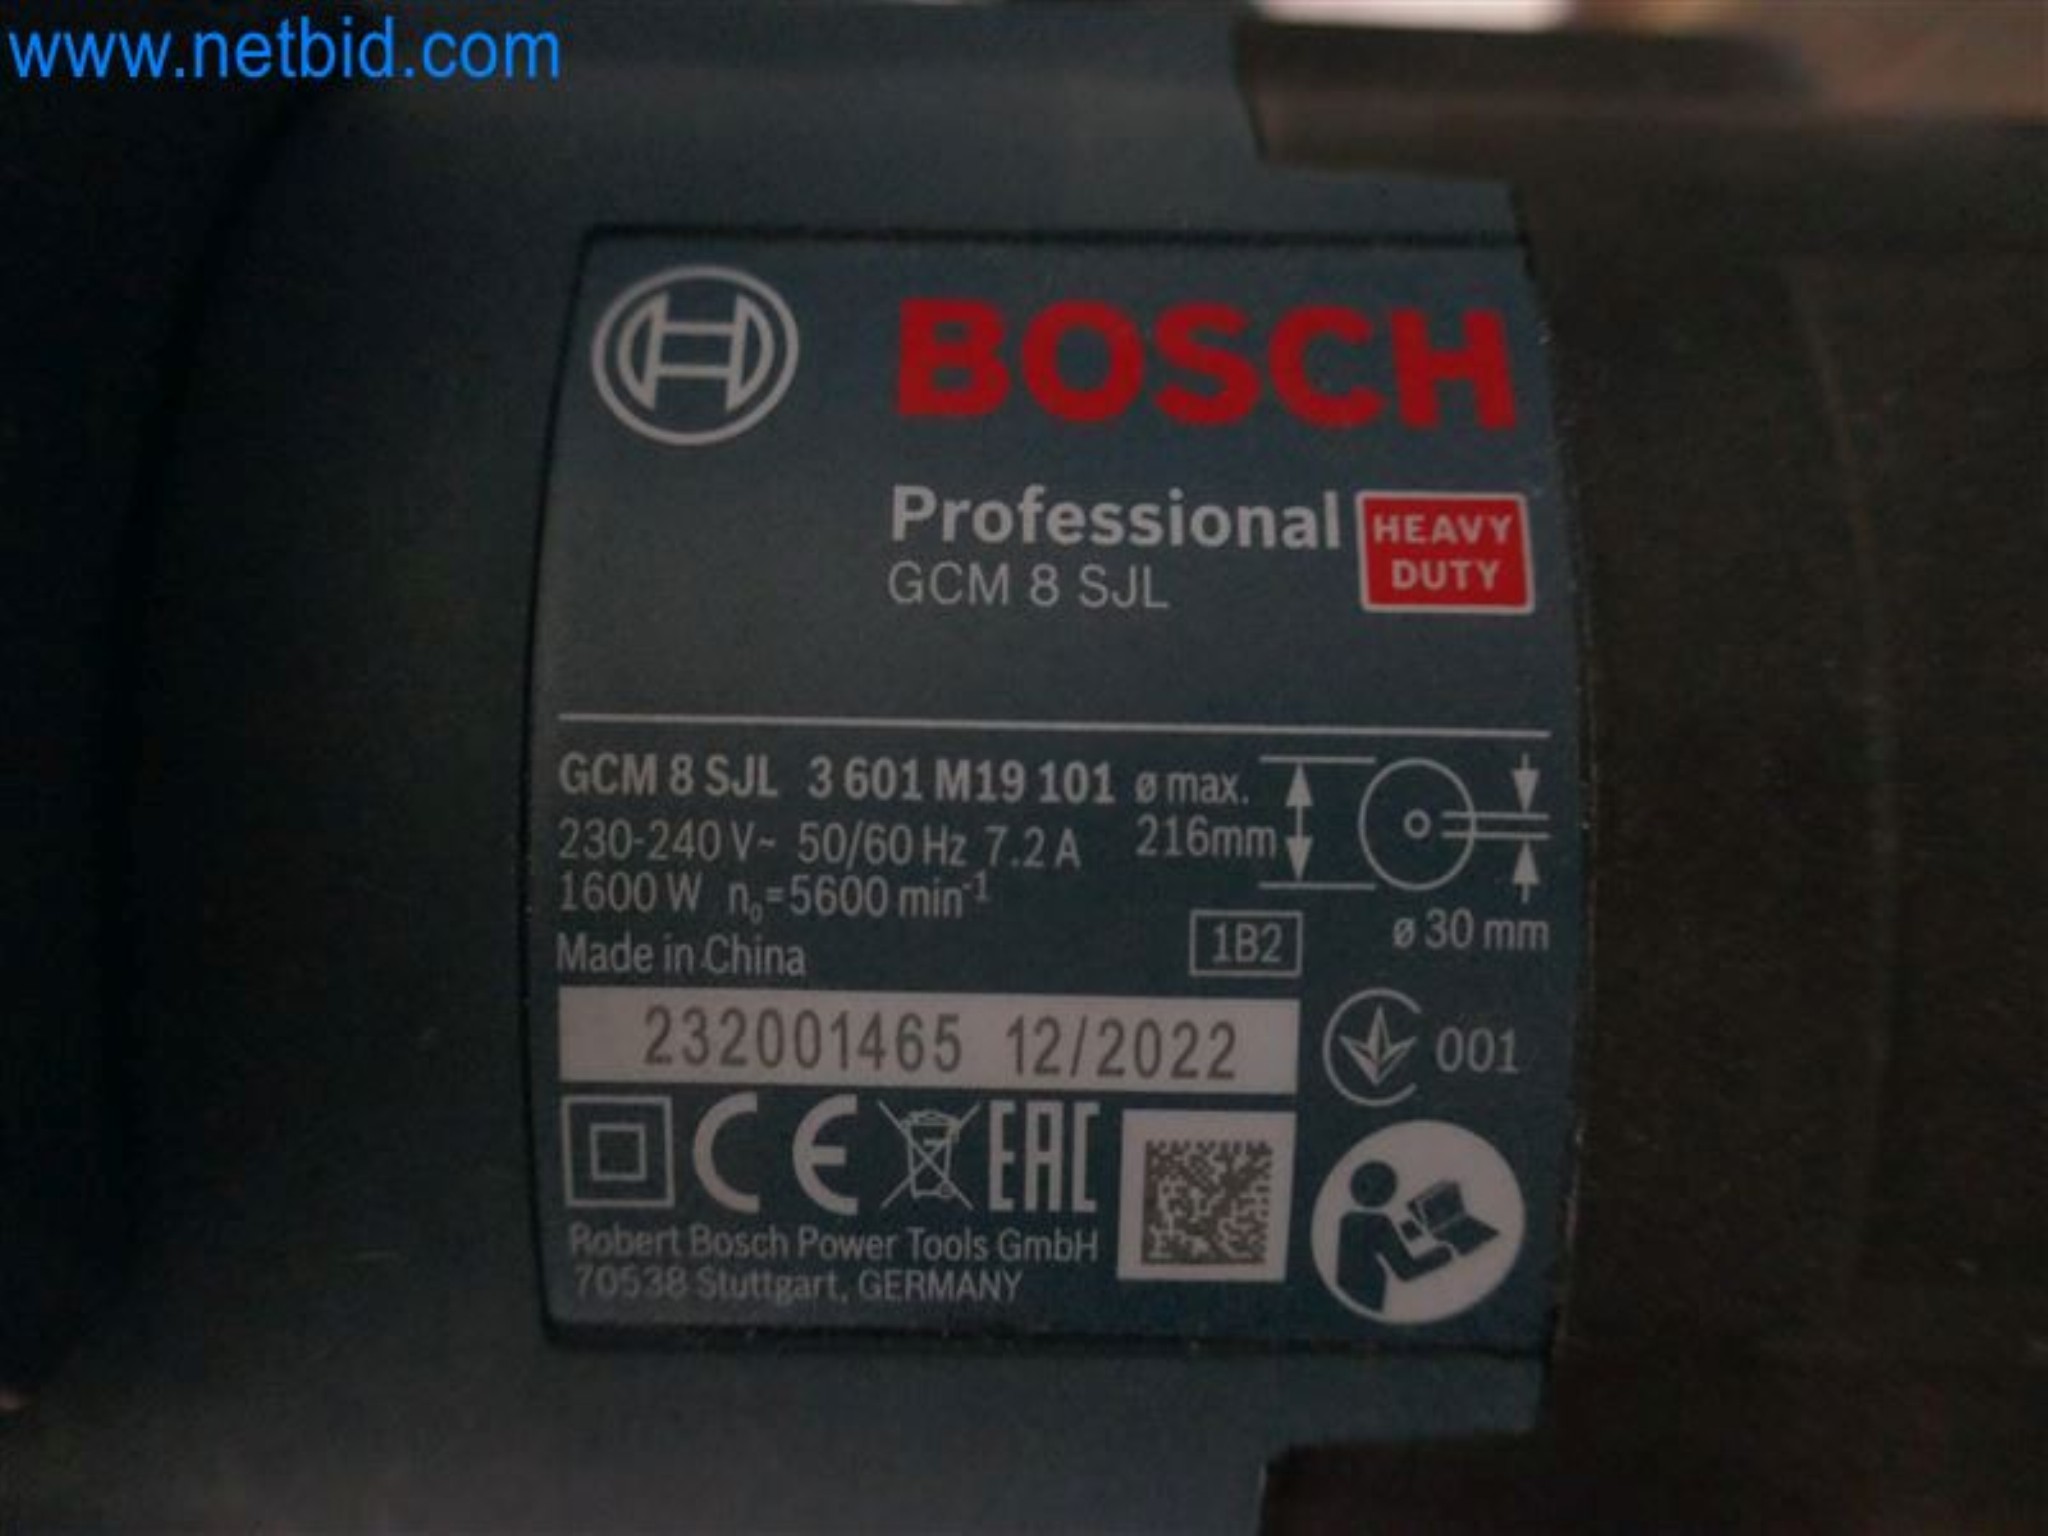 www.netbid.com
BOSCH
Professional HEAVY DUTY
GCM 8 SJL
GCM 8 SJL 3 601 M19 101 ø max.
230-240 V~ 50/60 Hz 7.2 A 216mm
1600 W n₀=5600 min⁻¹
ø 30 mm
Made in China 1B2
232001465 12/2022
001
CE EAC
Robert Bosch Power Tools GmbH
70538 Stuttgart, GERMANY